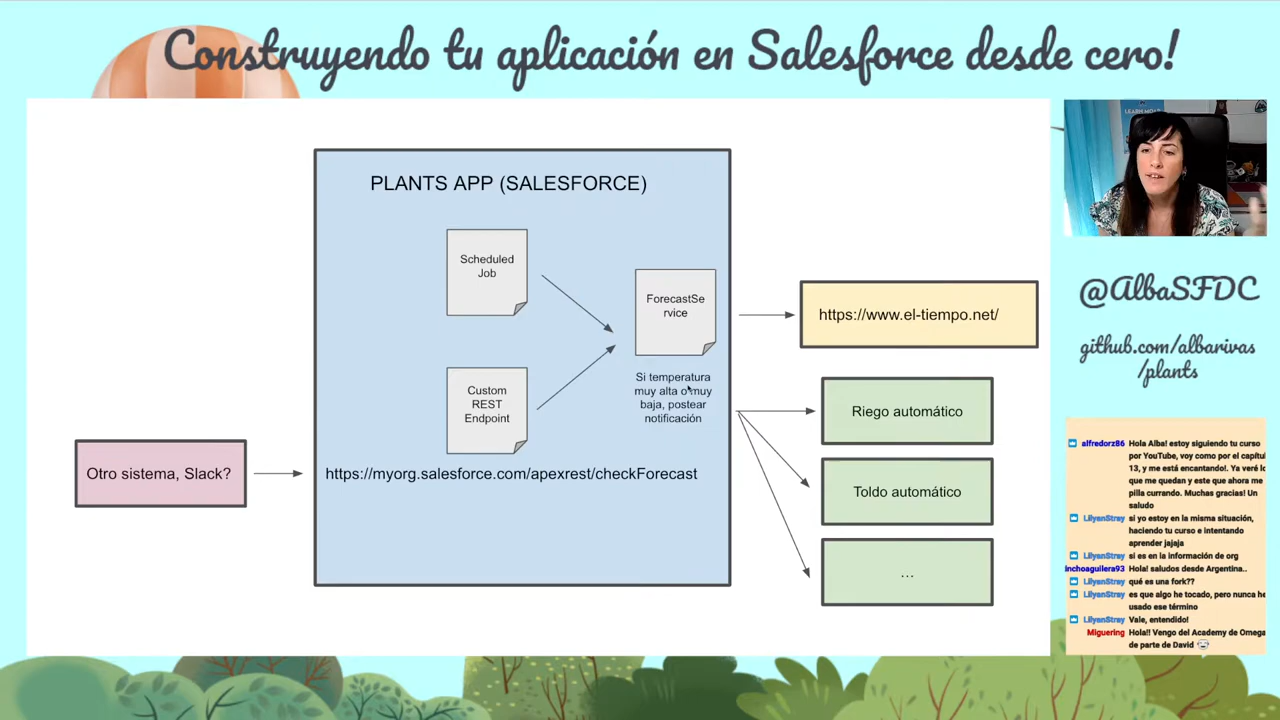 Construyendo tu aplicación en Salesforce desde cero!
PLANTS APP (SALESFORCE)
Scheduled
Job
ForecastSe
rvice
Si temperatura
muy alta o muy
baja, postear
notificación
Custom
REST
Endpoint
https://myorg.salesforce.com/apexrest/checkForecast
Otro sistema, Slack?
https://www.el-tiempo.net/
Riego automático
Toldo automático
...
@AlbaSFDC
github.com/albarivas
/plants
alfredorz86 Hola Alba! estoy siguiendo tu curso
por YouTube, voy como por el capítu
13, y me está encantando!. Ya veré lo
que me quedan y este que ahora me
pilla currando. Muchas gracias! Un
saludo
LilyanStray si yo estoy en la misma situación,
haciendo tu curso e intentando
aprender jajaja
LilyanStray si es en la información de org
inchoaguilera93 Hola! saludos desde Argentina..
LilyanStray qué es una fork??
LilyanStray es que algo he tocado, pero nunca he
usado ese término
LilyanStray Vale, entendido!
Miguering Hola!! Vengo del Academy de Omega
de parte de David